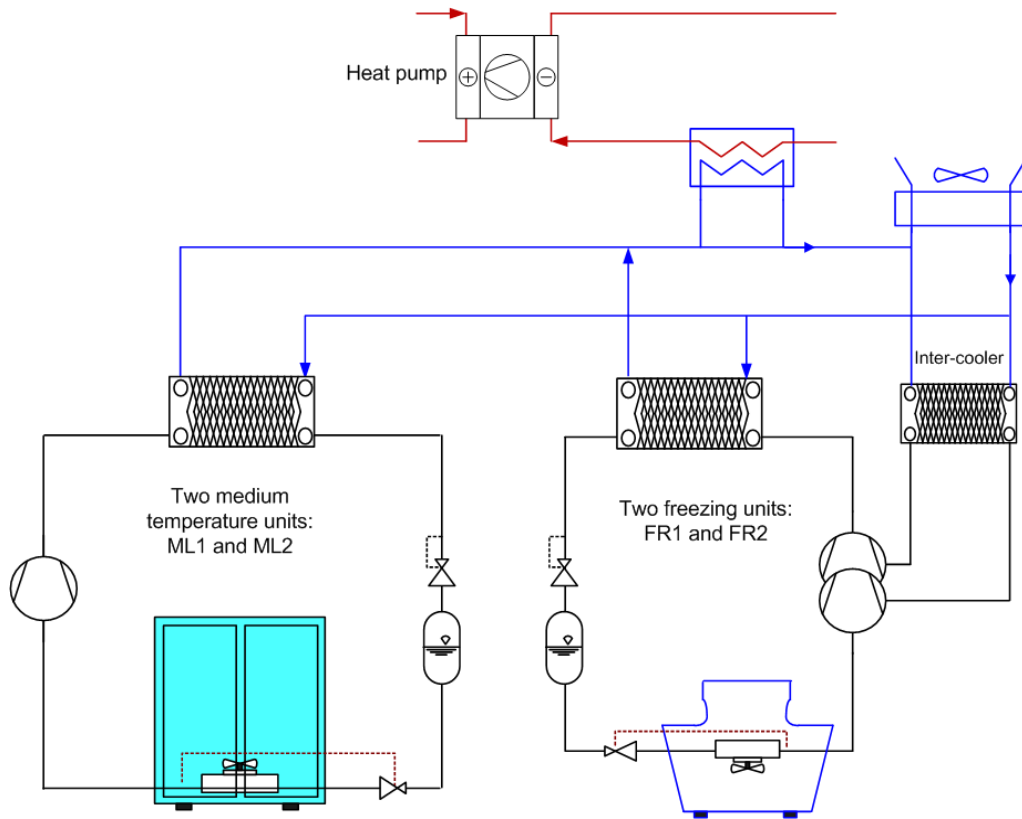 Heat pump
Inter-cooler
Two medium
temperature units:
ML1 and ML2
Two freezing units:
FR1 and FR2